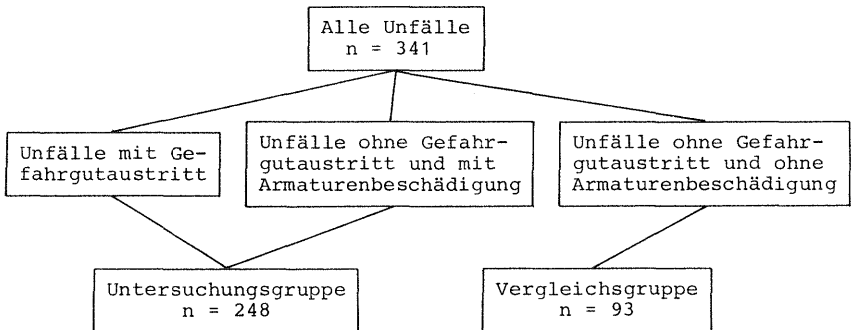 Alle Unfälle
n = 341
Unfälle mit Ge-
fahrgutaustritt
Unfälle ohne Gefahr-
gutaustritt und mit
Armaturenbeschädigung
Unfälle ohne Gefahr-
gutaustritt und ohne
Armaturenbeschädigung
Untersuchungsgruppe
n = 248
Vergleichsgruppe
n = 93